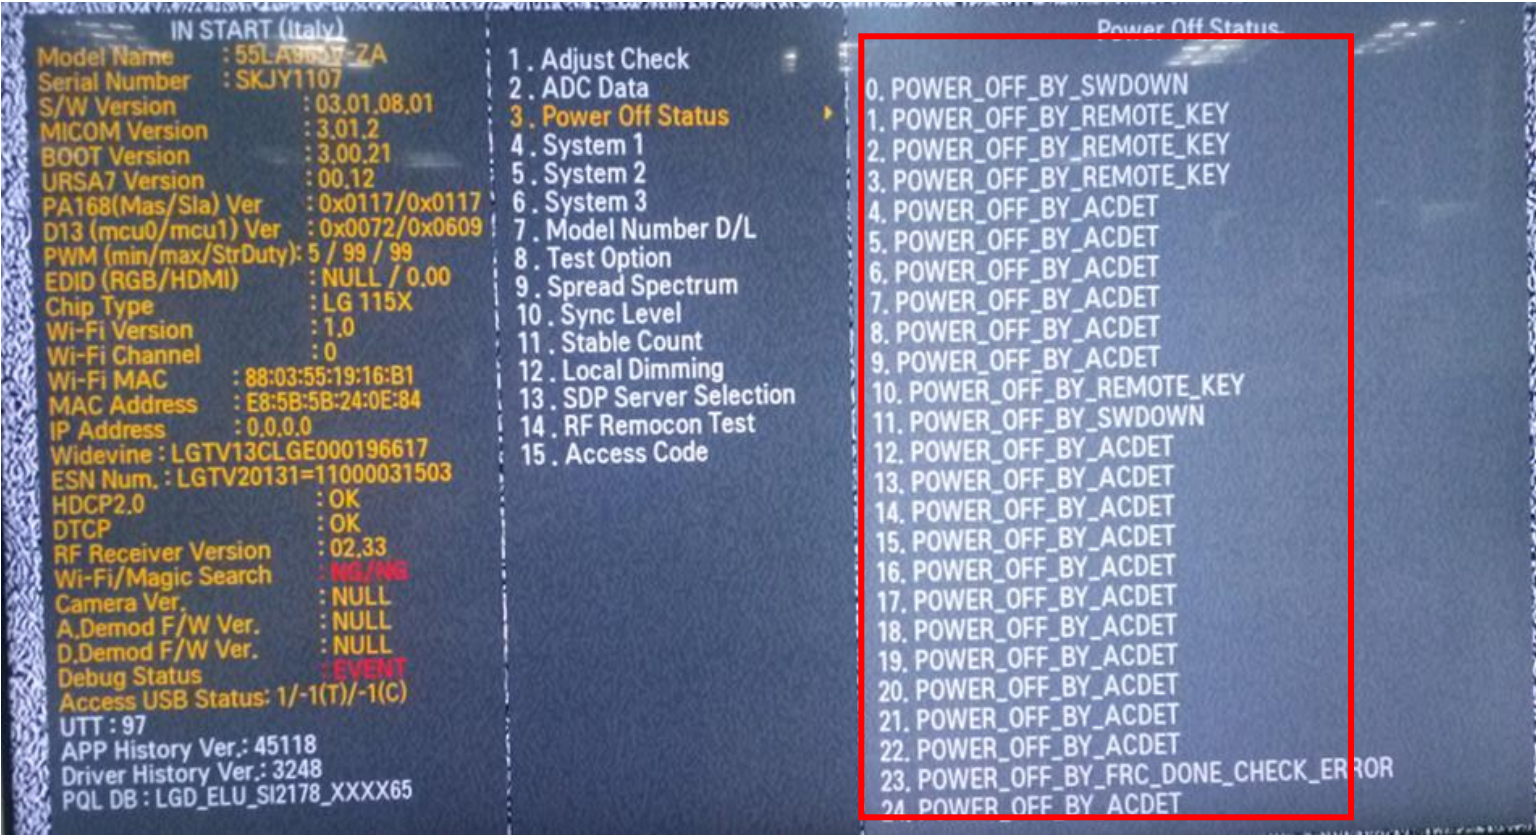 IN START (Italy)
Model Name : 55LA965V-ZA
Serial Number : SKJY1107
S/W Version : 03.01.08.01
MICOM Version : 3.01.2
BOOT Version : 3.00.21
URSA7 Version : 00.12
PA168(Mas/Sla) Ver : 0x0117/0x0117
D13 (mcu0/mcu1) Ver : 0x0072/0x0609
PWM (min/max/StrDuty): 5 / 99 / 99
EDID (RGB/HDMI) : NULL / 0.00
Chip Type : LG 115X
Wi-Fi Version : 1.0
Wi-Fi Channel : 0
Wi-Fi MAC : 88:03:55:19:16:B1
MAC Address : E8:5B:5B:24:0E:84
IP Address : 0.0.0.0
Widevine : LGTV13CLGE000196617
ESN Num. : LGTV20131=11000031503
HDCP2.0 : OK
DTCP : OK
RF Receiver Version : 02.33
Wi-Fi/Magic Search : NG/NG
Camera Ver. : NULL
A.Demod F/W Ver. : NULL
D.Demod F/W Ver. : NULL
Debug Status : EVENT
Access USB Status: 1/-1(T)/-1(C)
UTT : 97
APP History Ver.: 45118
Driver History Ver.: 3248
PQL DB : LGD_ELU_SI2178_XXXX65
1 . Adjust Check
2 . ADC Data
3 . Power Off Status
4 . System 1
5 . System 2
6 . System 3
7 . Model Number D/L
8 . Test Option
9 . Spread Spectrum
10 . Sync Level
11 . Stable Count
12 . Local Dimming
13 . SDP Server Selection
14 . RF Remocon Test
15 . Access Code
Power Off Status
0. POWER_OFF_BY_SWDOWN
1. POWER_OFF_BY_REMOTE_KEY
2. POWER_OFF_BY_REMOTE_KEY
3. POWER_OFF_BY_REMOTE_KEY
4. POWER_OFF_BY_ACDET
5. POWER_OFF_BY_ACDET
6. POWER_OFF_BY_ACDET
7. POWER_OFF_BY_ACDET
8. POWER_OFF_BY_ACDET
9. POWER_OFF_BY_ACDET
10. POWER_OFF_BY_REMOTE_KEY
11. POWER_OFF_BY_SWDOWN
12. POWER_OFF_BY_ACDET
13. POWER_OFF_BY_ACDET
14. POWER_OFF_BY_ACDET
15. POWER_OFF_BY_ACDET
16. POWER_OFF_BY_ACDET
17. POWER_OFF_BY_ACDET
18. POWER_OFF_BY_ACDET
19. POWER_OFF_BY_ACDET
20. POWER_OFF_BY_ACDET
21. POWER_OFF_BY_ACDET
22. POWER_OFF_BY_ACDET
23. POWER_OFF_BY_FRC_DONE_CHECK_ERROR
24. POWER_OFF_BY_ACDET